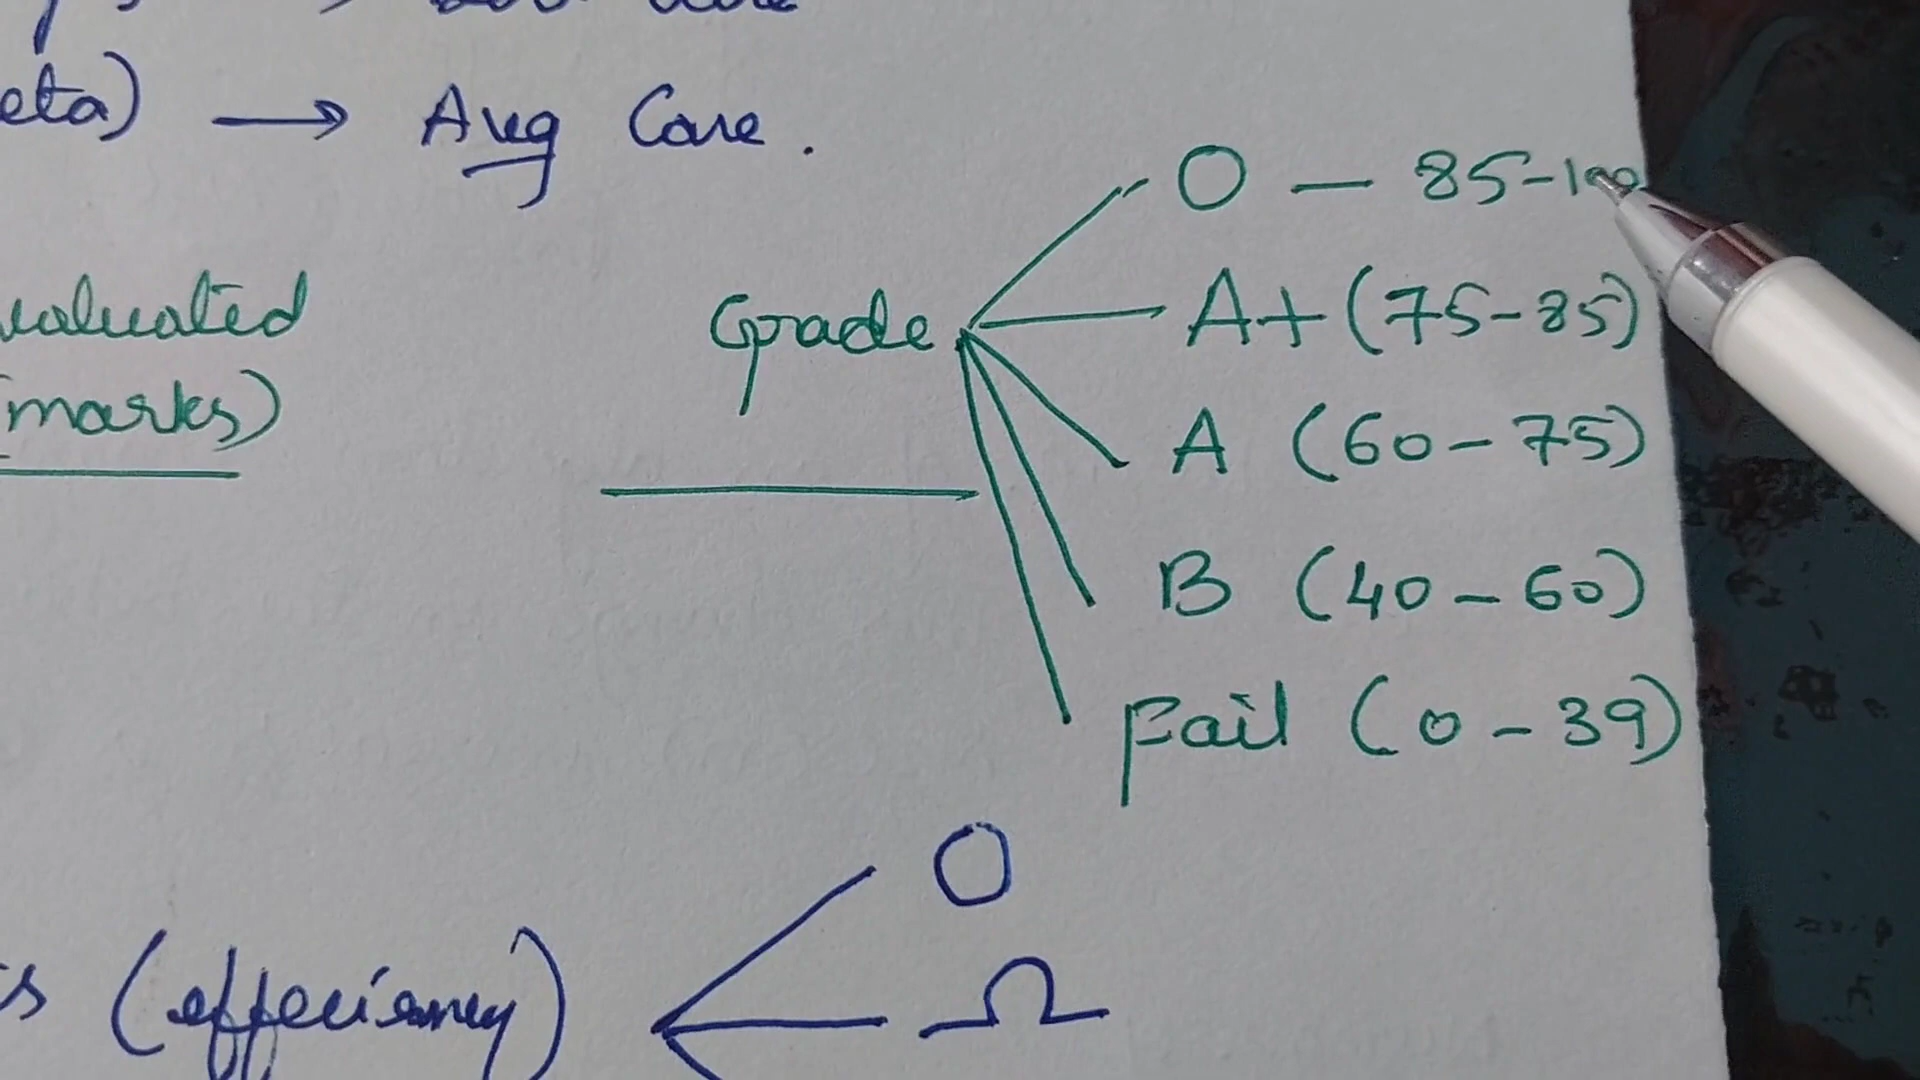 eta) → Avg Case.
O — 85-100
Grade A+ (75-85)
valuated
A (60-75)
(marks)
B (40-60)
Fail (0-39)
O
s (effeciency) Ω